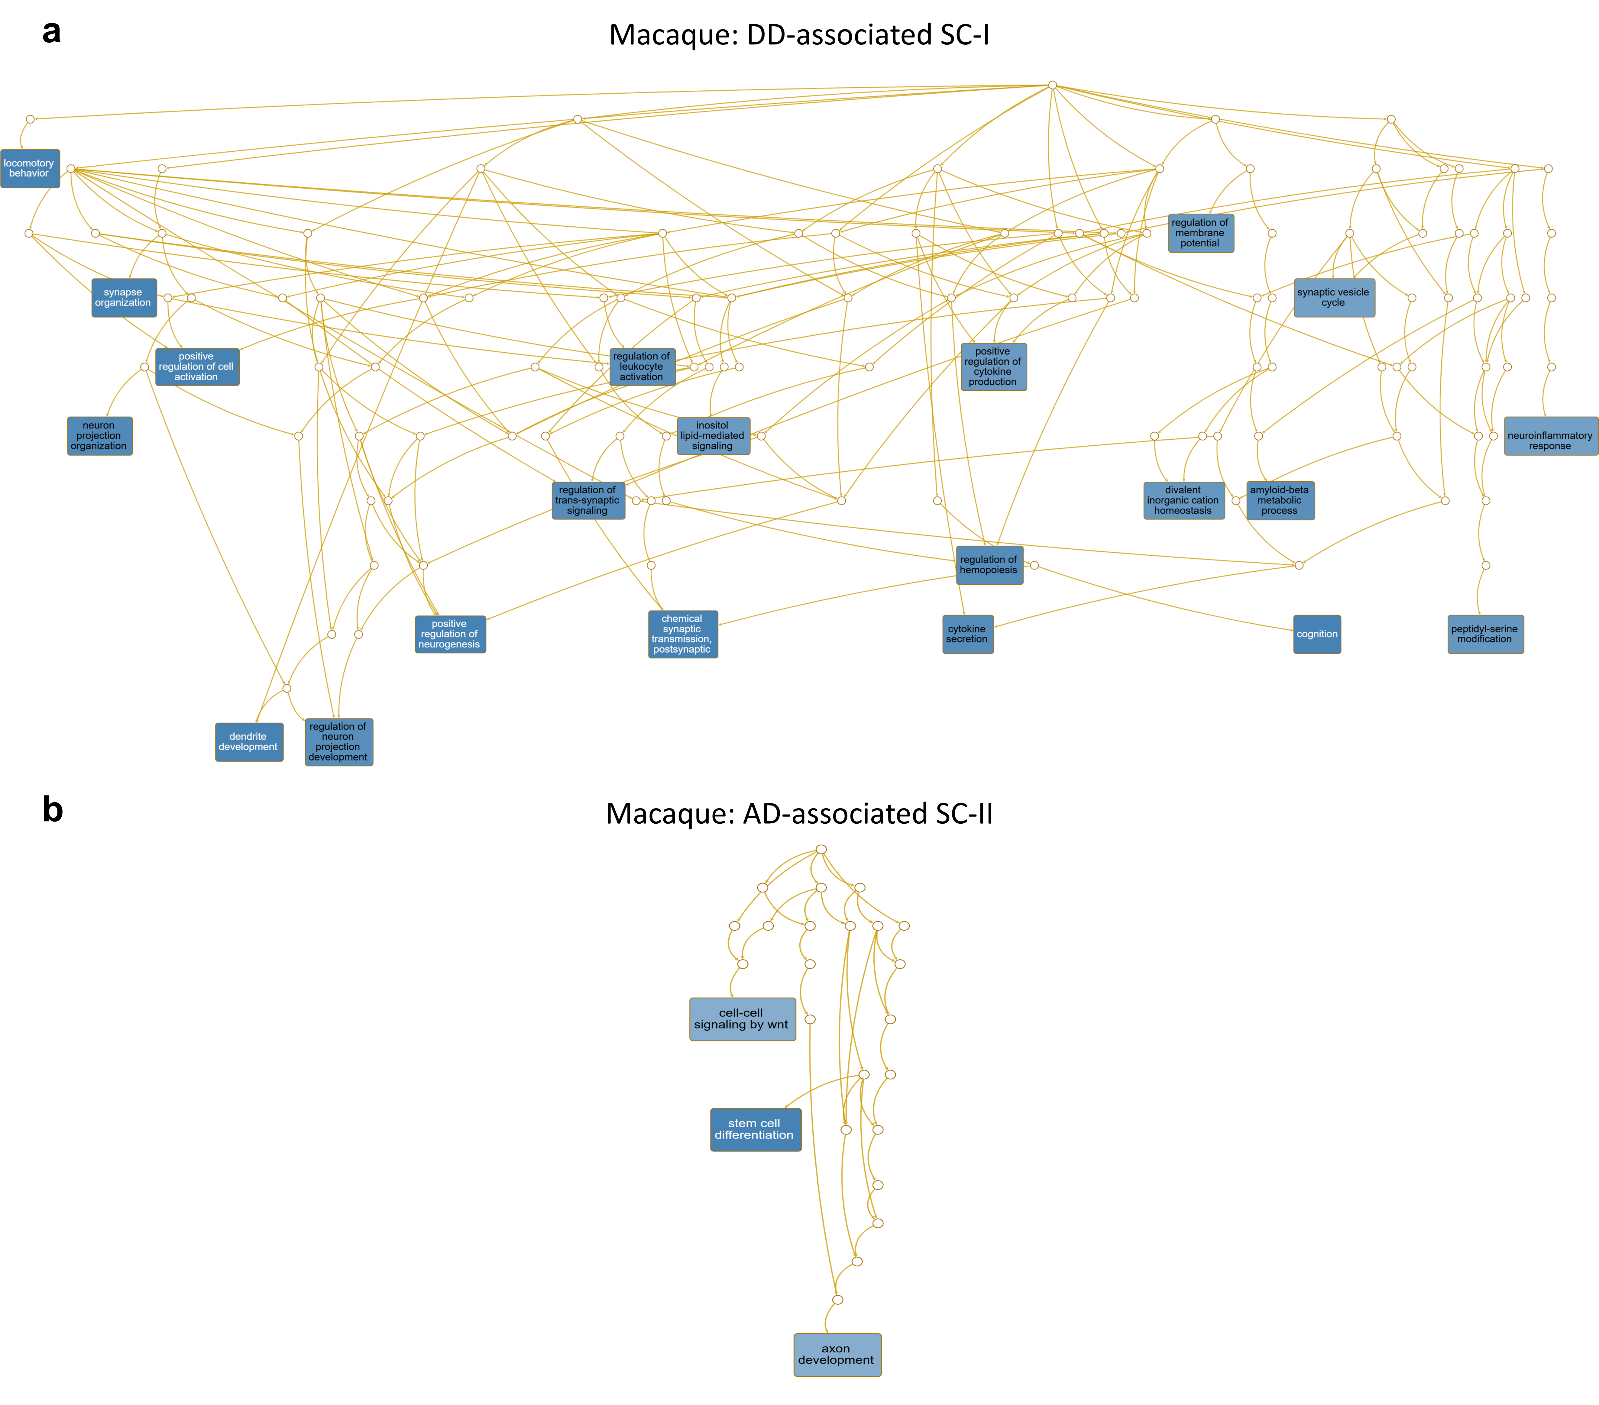 a
Macaque: DD-associated SC-I
locomotory
behavior
regulation of
membrane
potential
synapse
organization
synaptic vesicle
cycle
positive
regulation of cell
activation
regulation of
leukocyte
activation
positive
regulation of
cytokine
production
neuron
projection
organization
inositol
lipid-mediated
signaling
neuroinflammatory
response
regulation of
trans-synaptic
signaling
divalent
inorganic cation
homeostasis
amyloid-beta
metabolic
process
regulation of
hemopoiesis
positive
regulation of
neurogenesis
chemical
synaptic
transmission,
postsynaptic
cytokine
secretion
cognition
peptidyl-serine
modification
dendrite
development
regulation of
neuron
projection
development
b
Macaque: AD-associated SC-II
cell-cell
signaling by wnt
stem cell
differentiation
axon
development